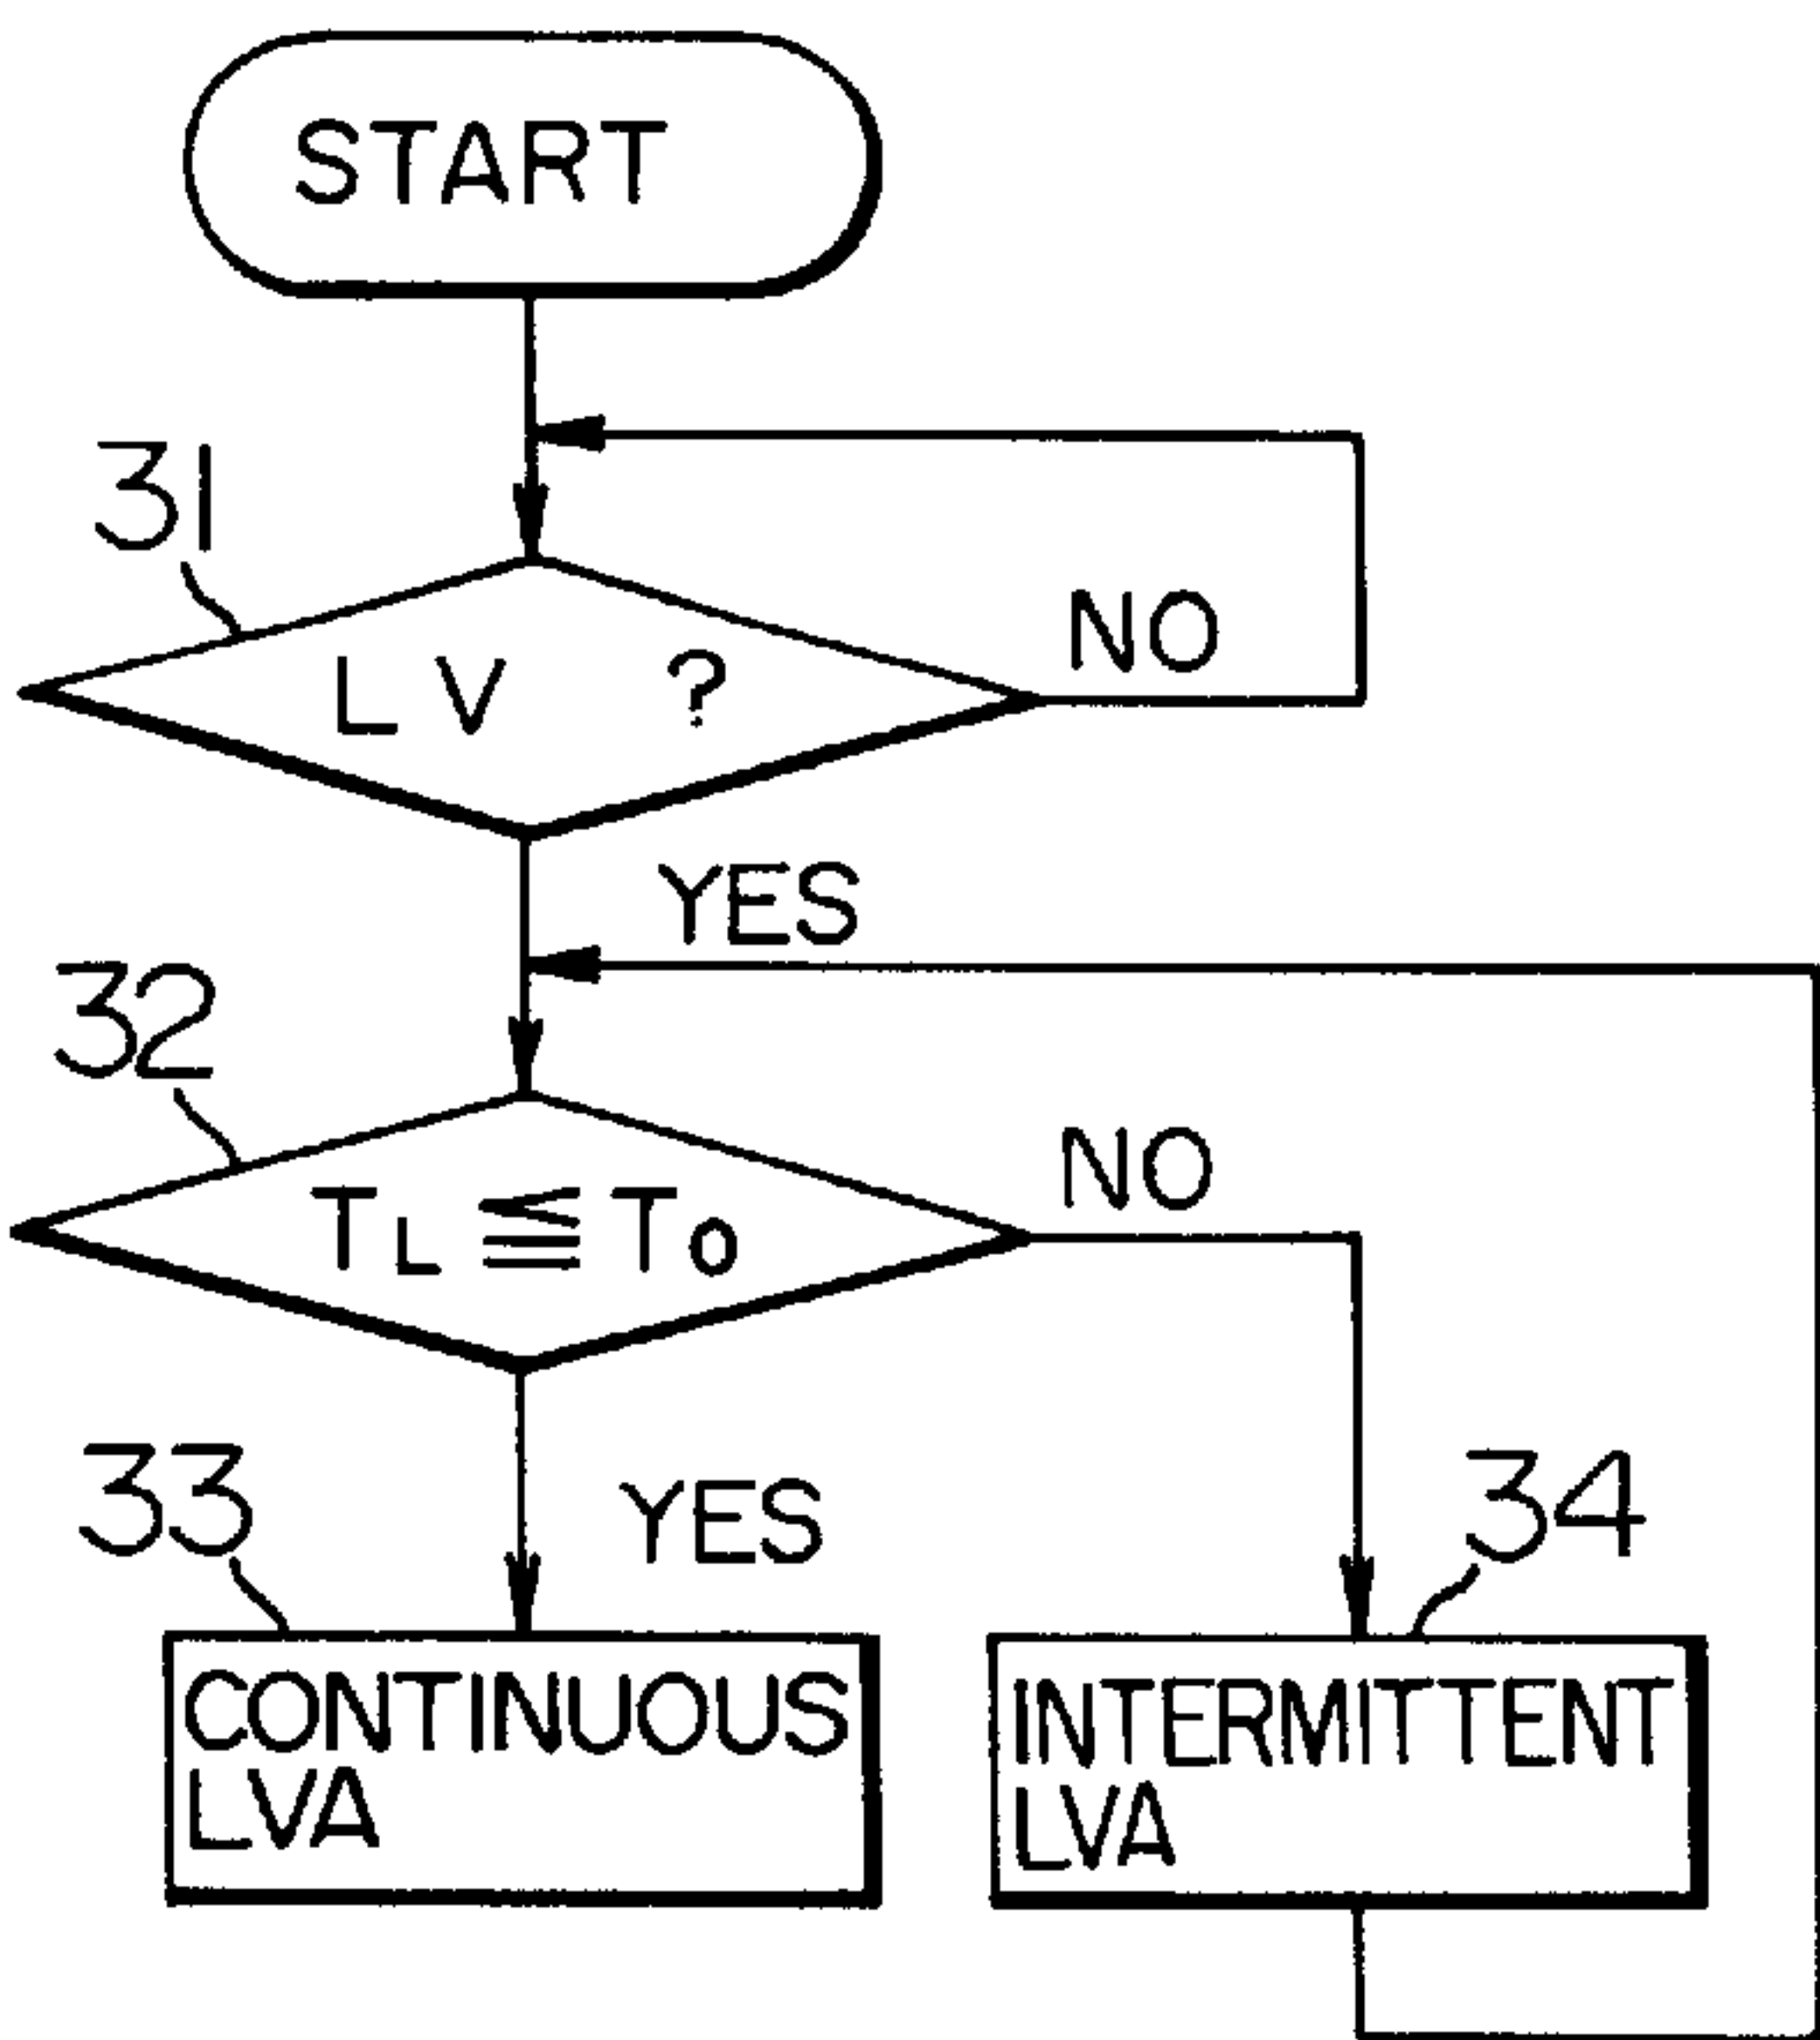 START
31
LV ?
NO
YES
32
TL ≦ To
NO
YES
33
34
CONTINUOUS
LVA
INTERMITTENT
LVA